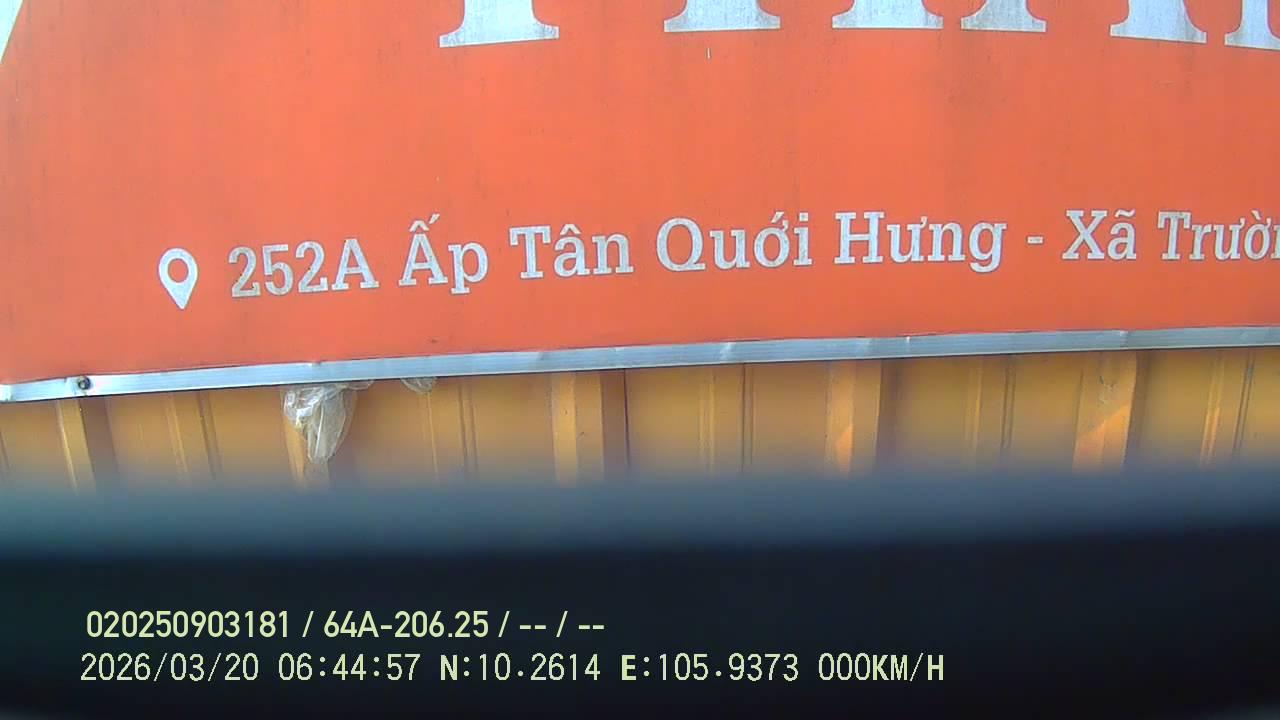 252A Ấp Tân Quới Hưng - Xã
020250903181 / 64A-206.25 / -- / --
2026/03/20 06:44:57 N:10.2614 E:105.9373 000KM/H